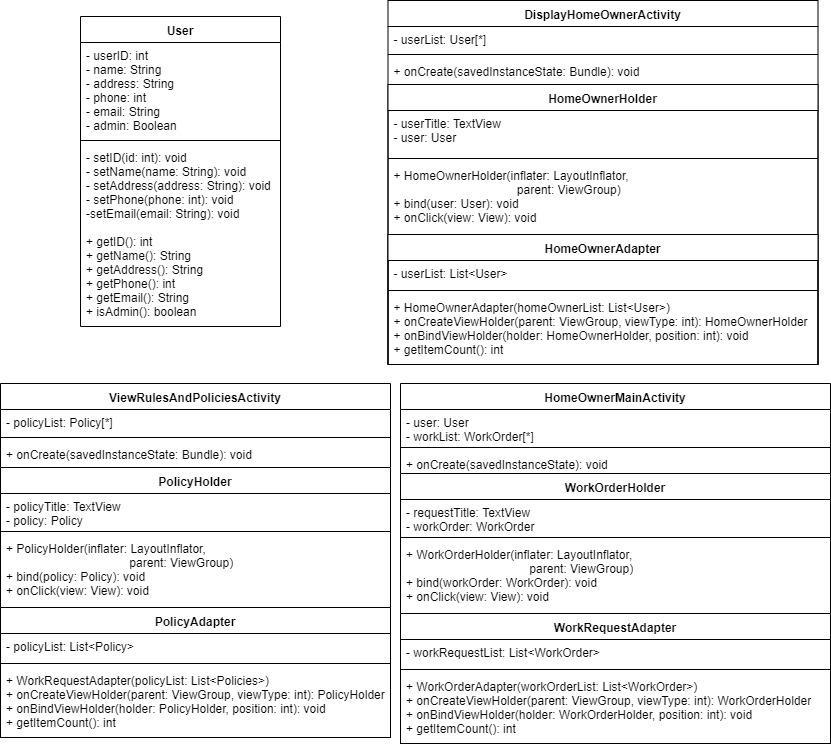 User
- userID: int
- name: String
- address: String
- phone: int
- email: String
- admin: Boolean
- setID(id: int): void
- setName(name: String): void
- setAddress(address: String): void
- setPhone(phone: int): void
-setEmail(email: String): void
+ getID(): int
+ getName(): String
+ getAddress(): String
+ getPhone(): int
+ getEmail(): String
+ isAdmin(): boolean
DisplayHomeOwnerActivity
- userList: User[*]
+ onCreate(savedInstanceState: Bundle): void
HomeOwnerHolder
- userTitle: TextView
- user: User
+ HomeOwnerHolder(inflater: LayoutInflator,
parent: ViewGroup)
+ bind(user: User): void
+ onClick(view: View): void
HomeOwnerAdapter
- userList: List<User>
+ HomeOwnerAdapter(homeOwnerList: List<User>)
+ onCreateViewHolder(parent: ViewGroup, viewType: int): HomeOwnerHolder
+ onBindViewHolder(holder: HomeOwnerHolder, position: int): void
+ getItemCount(): int
ViewRulesAndPoliciesActivity
- policyList: Policy[*]
+ onCreate(savedInstanceState: Bundle): void
PolicyHolder
- policyTitle: TextView
- policy: Policy
+ PolicyHolder(inflater: LayoutInflator,
parent: ViewGroup)
+ bind(policy: Policy): void
+ onClick(view: View): void
PolicyAdapter
- policyList: List<Policy>
+ WorkRequestAdapter(policyList: List<Policies>)
+ onCreateViewHolder(parent: ViewGroup, viewType: int): PolicyHolder
+ onBindViewHolder(holder: PolicyHolder, position: int): void
+ getItemCount(): int
HomeOwnerMainActivity
- user: User
- workList: WorkOrder[*]
+ onCreate(savedInstanceState): void
WorkOrderHolder
- requestTitle: TextView
- workOrder: WorkOrder
+ WorkOrderHolder(inflater: LayoutInflator,
parent: ViewGroup)
+ bind(workOrder: WorkOrder): void
+ onClick(view: View): void
WorkRequestAdapter
- workRequestList: List<WorkOrder>
+ WorkOrderAdapter(workOrderList: List<WorkOrder>)
+ onCreateViewHolder(parent: ViewGroup, viewType: int): WorkOrderHolder
+ onBindViewHolder(holder: WorkOrderHolder, position: int): void
+ getItemCount(): int